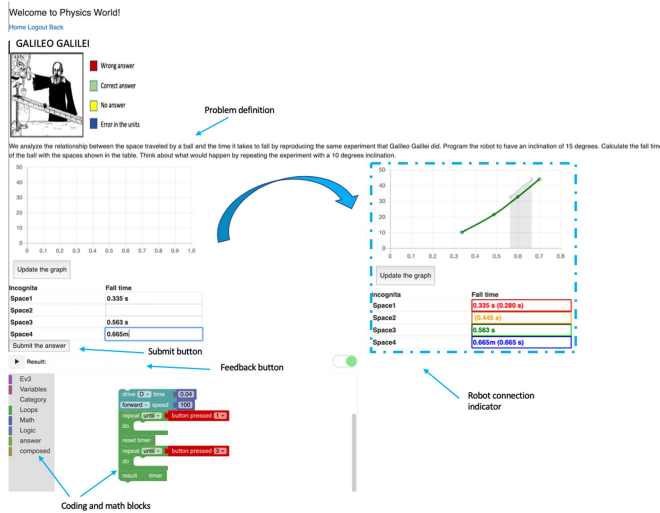 Welcome to Physics World!
Home Logout Back
GALILEO GALILEI
Wrong answer
Correct answer
No answer
Error in the units
Problem definition
We analyze the relationship between the space traveled by a ball and the time it takes to fall by reproducing the same experiment that Galileo Galilei did. Program the robot to have an inclination of 15 degrees. Calculate the fall time
of the ball with the spaces shown in the table. Think about what would happen by repeating the experiment with a 10 degrees inclination.
50
40
30
20
10
0
0 0.1 0.2 0.3 0.4 0.5 0.6 0.7 0.8 0.9 1.0
Update the graph
Incognita Fall time
Space1 0.335 s
Space2
Space3 0.563 s
Space4 0.665m
Submit the answer
Submit button
Result:
Feedback button
50
40
30
20
10
0
0 0.1 0.2 0.3 0.4 0.5 0.6 0.7 0.8
Update the graph
Incognita Fall time
Space1 0.335 s (0.280 s)
Space2 (0.445 s)
Space3 0.563 s
Space4 0.665m (0.665 s)
Robot connection
indicator
Ev3
Variables
Category
Loops
Math
Logic
answer
composed
drive D time 0.04
forward speed 100
repeat until button pressed 1
do
reset timer
repeat until button pressed 3
do
result timer
Coding and math blocks